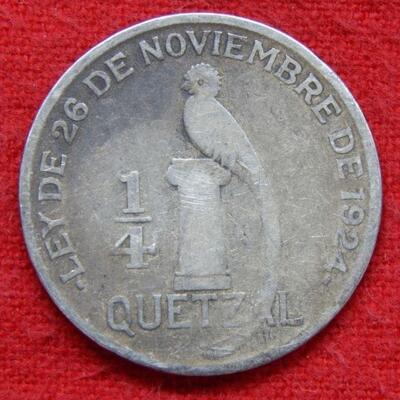 ·LEY DE 26 DE NOVIEMBRE DE 1924·
1/4
QUETZAL